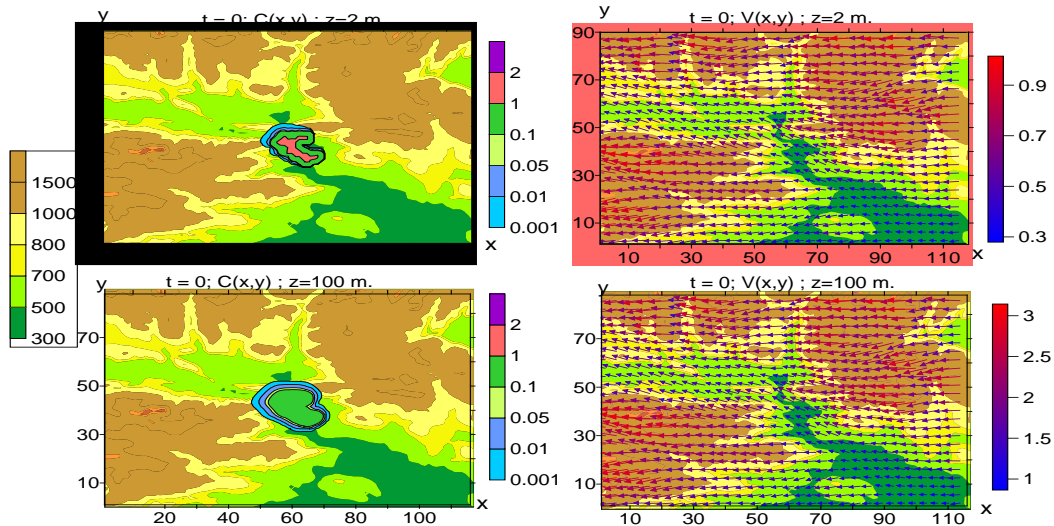 y
t = 0; C(x,y) ; z=2 m.
2
1
0.1
0.05
0.01
0.001
x
1500
1000
800
700
500
300
y
t = 0; V(x,y) ; z=2 m.
90
70
50
30
10
10 30 50 70 90 110
x
0.9
0.7
0.5
0.3
y
t = 0; C(x,y) ; z=100 m.
70
50
30
10
20 40 60 80 100
x
2
1
0.1
0.05
0.01
0.001
y
t = 0; V(x,y) ; z=100 m.
70
50
30
10
10 30 50 70 90 110
x
3
2.5
2
1.5
1